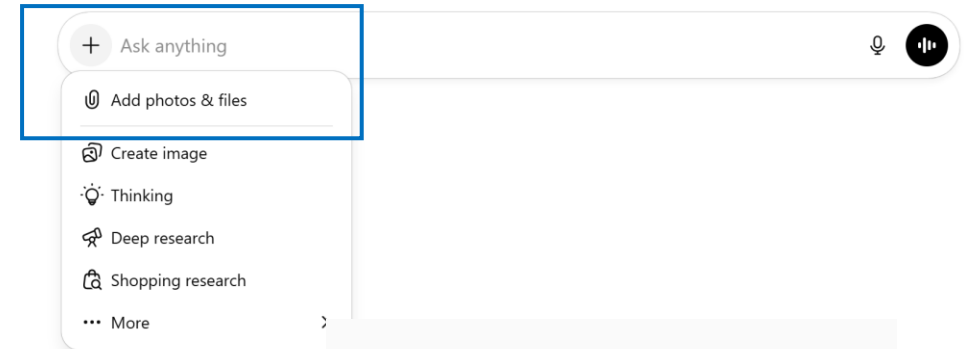 Ask anything
Add photos & files
Create image
Thinking
Deep research
Shopping research
More